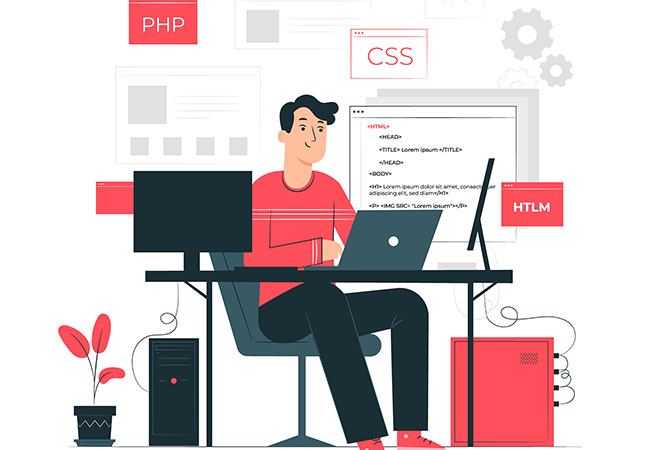 PHP
CSS
<HTML>
<HEAD>
<TITLE> Lorem ipsum </TITLE>
</HEAD>
<BODY>
<H1> Lorem ipsum dolor sit amet, consectetuer
adipiscing elit, sed diam</H1>
<P> <IMG SRC= "Lorem ipsum"></P>
HTLM